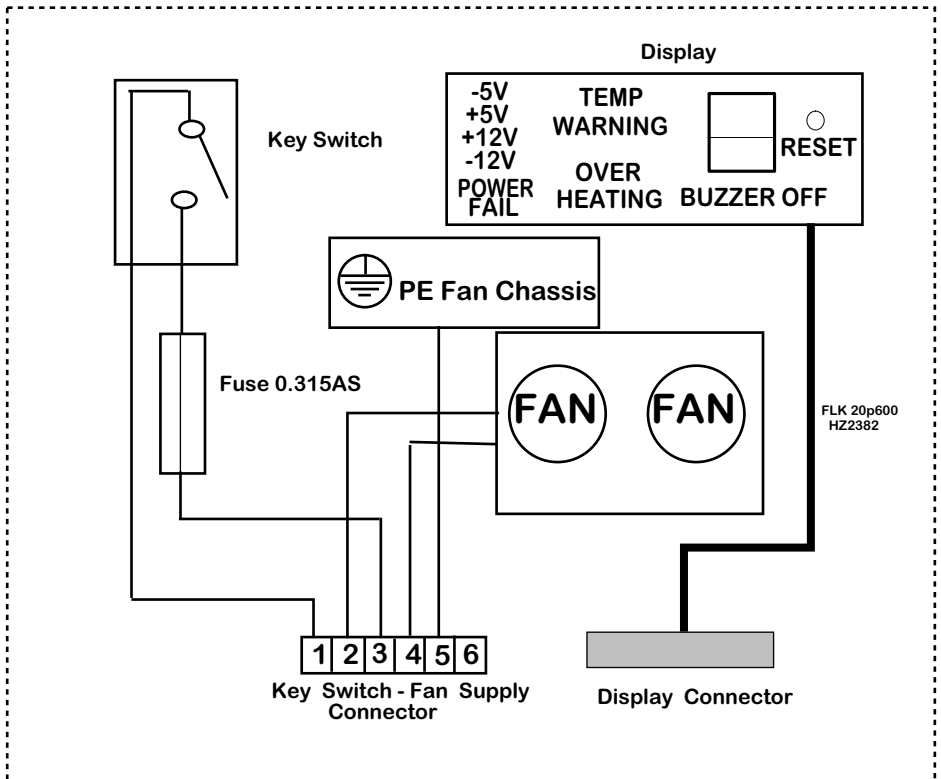 Display
-5V
+5V
+12V
-12V
POWER
FAIL
TEMP
WARNING
OVER
HEATING
RESET
BUZZER OFF
Key Switch
PE Fan Chassis
Fuse 0.315AS
FAN
FAN
FLK 20p600
HZ2382
1 2 3 4 5 6
Key Switch - Fan Supply
Connector
Display Connector